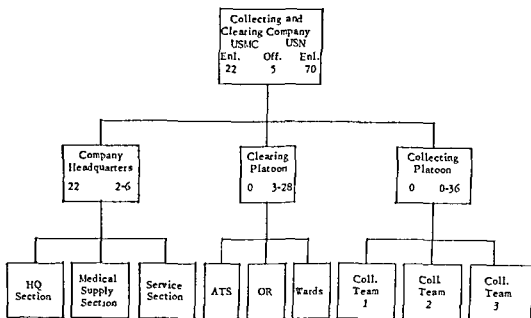 Collecting and
Clearing Company
USMC USN
Enl. Off. Enl.
22 5 70
Company
Headquarters
22 2-6
Clearing
Platoon
0 3-28
Collecting
Platoon
0 0-36
HQ
Section
Medical
Supply
Section
Service
Section
ATS
OR
Wards
Coll.
Team
1
Coll.
Team
2
Coll.
Team
3